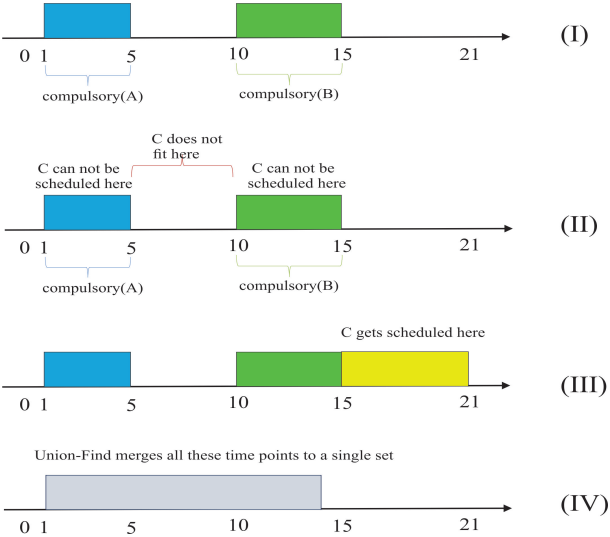 (I)
0 1 5 10 15 21
compulsory(A)
compulsory(B)
C does not
fit here
C can not be
scheduled here
C can not be
scheduled here
(II)
0 1 5 10 15 21
compulsory(A)
compulsory(B)
C gets scheduled here
(III)
0 1 5 10 15 21
Union-Find merges all these time points to a single set
(IV)
0 1 5 10 15 21